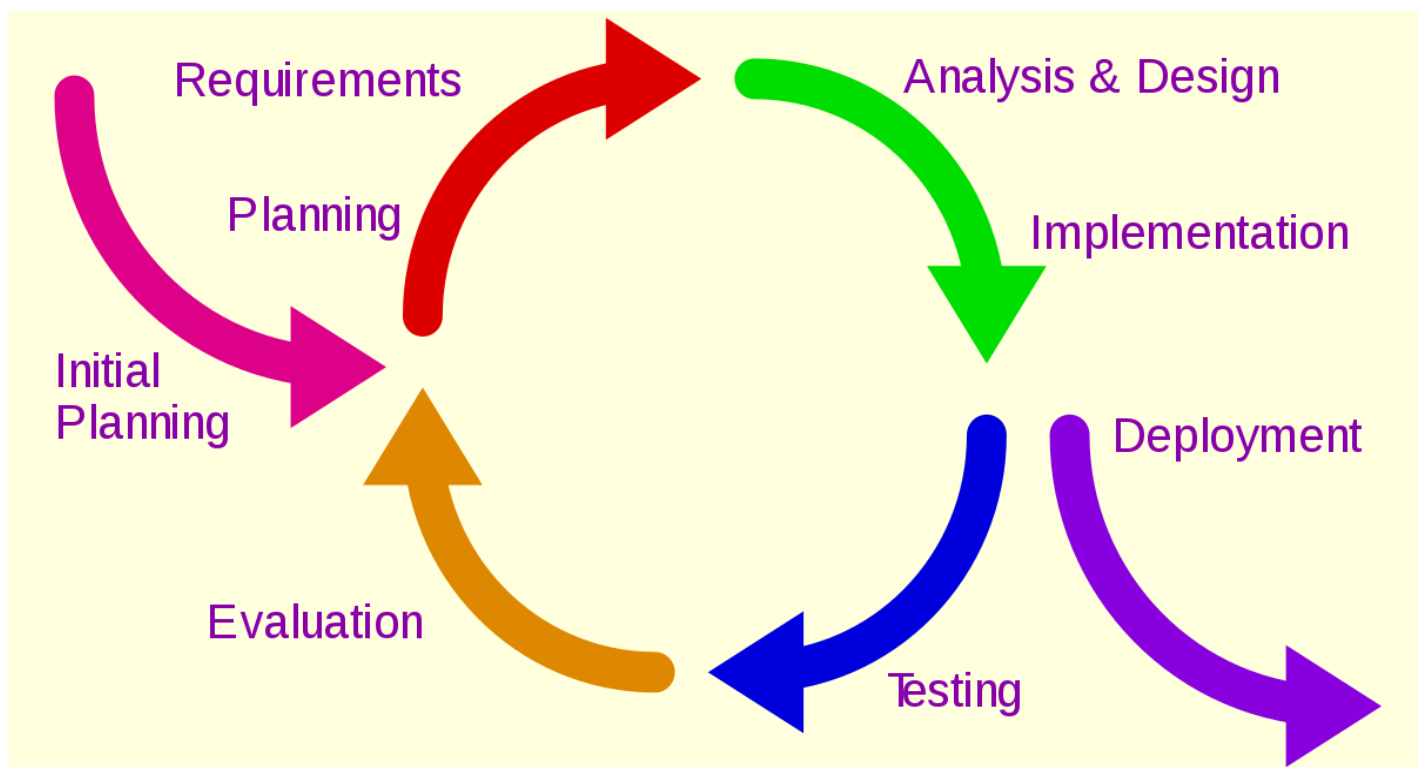 Requirements
Analysis & Design
Planning
Implementation
Initial
Planning
Deployment
Evaluation
Testing